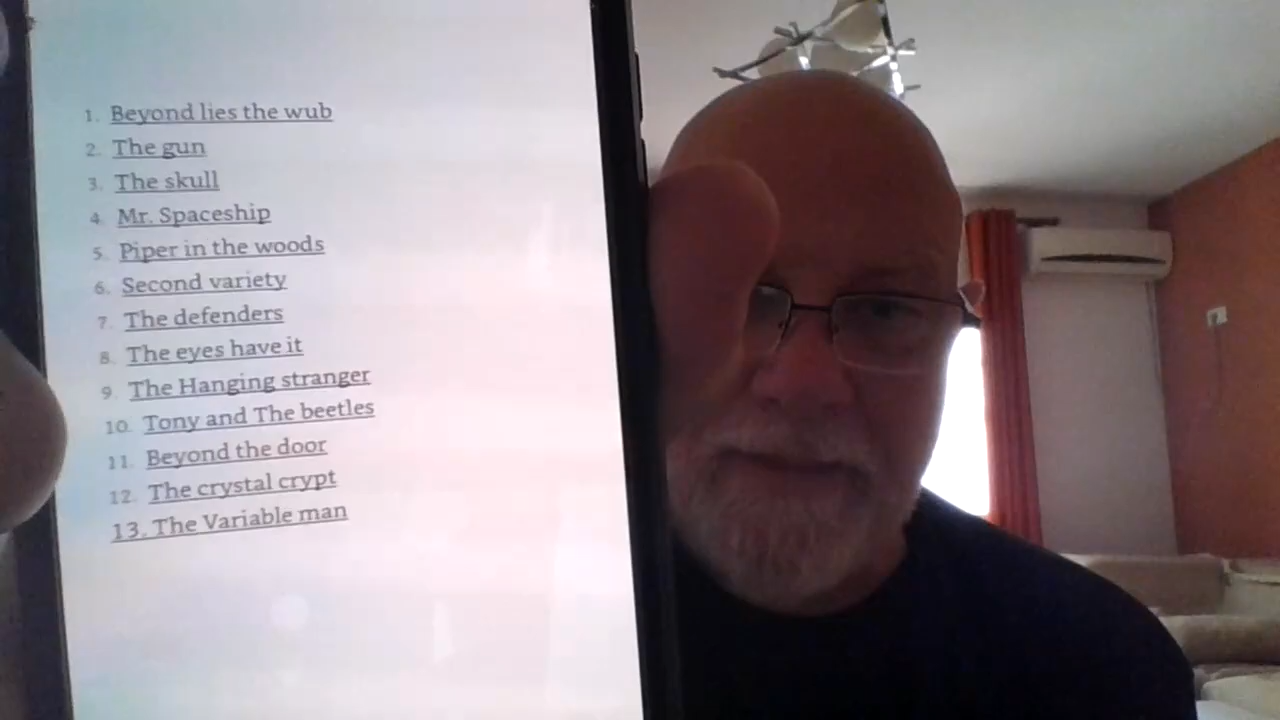 1. Beyond lies the wub
2. The gun
3. The skull
4. Mr. Spaceship
5. Piper in the woods
6. Second variety
7. The defenders
8. The eyes have it
9. The Hanging stranger
10. Tony and The beetles
11. Beyond the door
12. The crystal crypt
13. The Variable man